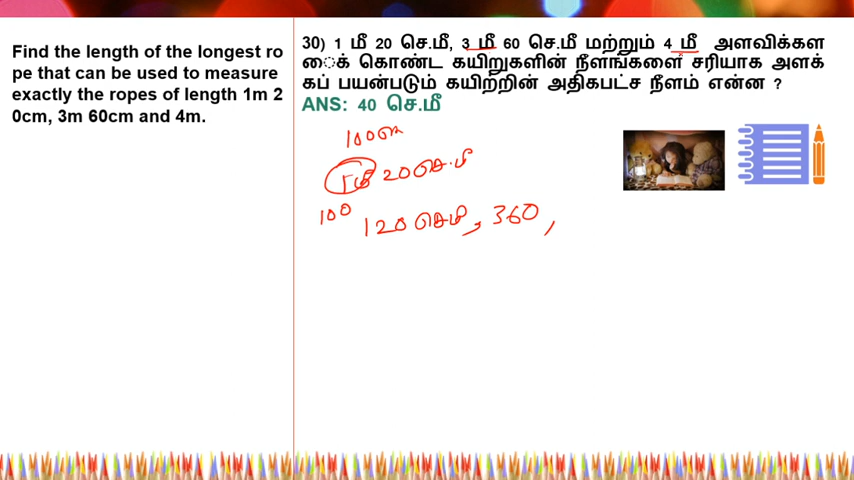 Find the length of the longest ro
pe that can be used to measure
exactly the ropes of length 1m 2
0cm, 3m 60cm and 4m.
30) 1 மீ 20 செ.மீ, 3 மீ 60 செ.மீ மற்றும் 4 மீ அளவிக்கள
ைக் கொண்ட கயிறுகளின் நீளங்களை சரியாக அளக்
கப் பயன்படும் கயிற்றின் அதிகபட்ச நீளம் என்ன ?
ANS: 40 செ.மீ
100செ
1மீ 20செ.மீ
100
120செமீ, 360,